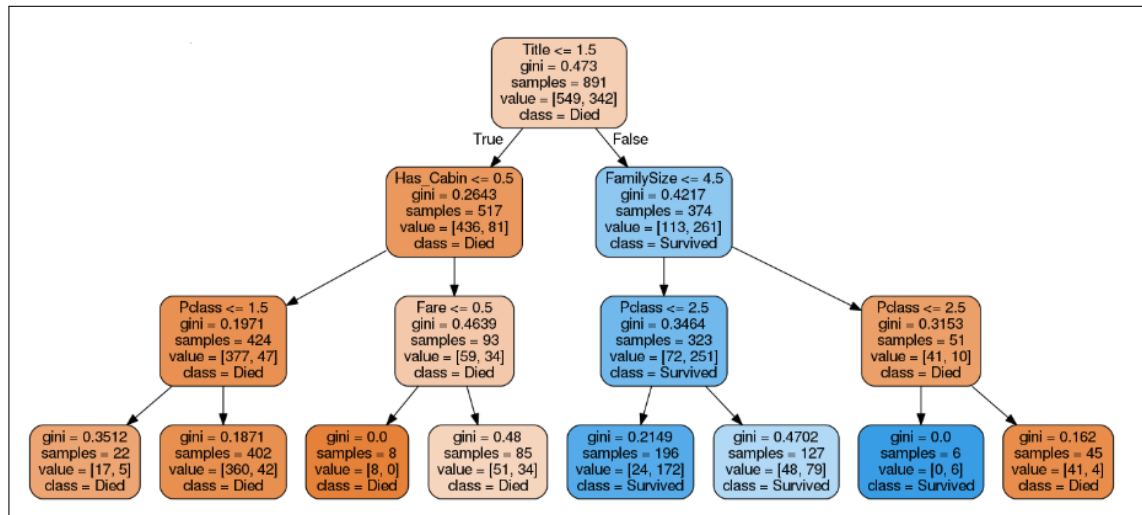 Title <= 1.5
gini = 0.473
samples = 891
value = [549, 342]
class = Died
True
False
Has_Cabin <= 0.5
gini = 0.2643
samples = 517
value = [436, 81]
class = Died
FamilySize <= 4.5
gini = 0.4217
samples = 374
value = [113, 261]
class = Survived
Pclass <= 1.5
gini = 0.1971
samples = 424
value = [377, 47]
class = Died
Fare <= 0.5
gini = 0.4639
samples = 93
value = [59, 34]
class = Died
Pclass <= 2.5
gini = 0.3464
samples = 323
value = [72, 251]
class = Survived
Pclass <= 2.5
gini = 0.3153
samples = 51
value = [41, 10]
class = Died
gini = 0.3512
samples = 22
value = [17, 5]
class = Died
gini = 0.1871
samples = 402
value = [360, 42]
class = Died
gini = 0.0
samples = 8
value = [8, 0]
class = Died
gini = 0.48
samples = 85
value = [51, 34]
class = Died
gini = 0.2149
samples = 196
value = [24, 172]
class = Survived
gini = 0.4702
samples = 127
value = [48, 79]
class = Survived
gini = 0.0
samples = 6
value = [0, 6]
class = Survived
gini = 0.162
samples = 45
value = [41, 4]
class = Died